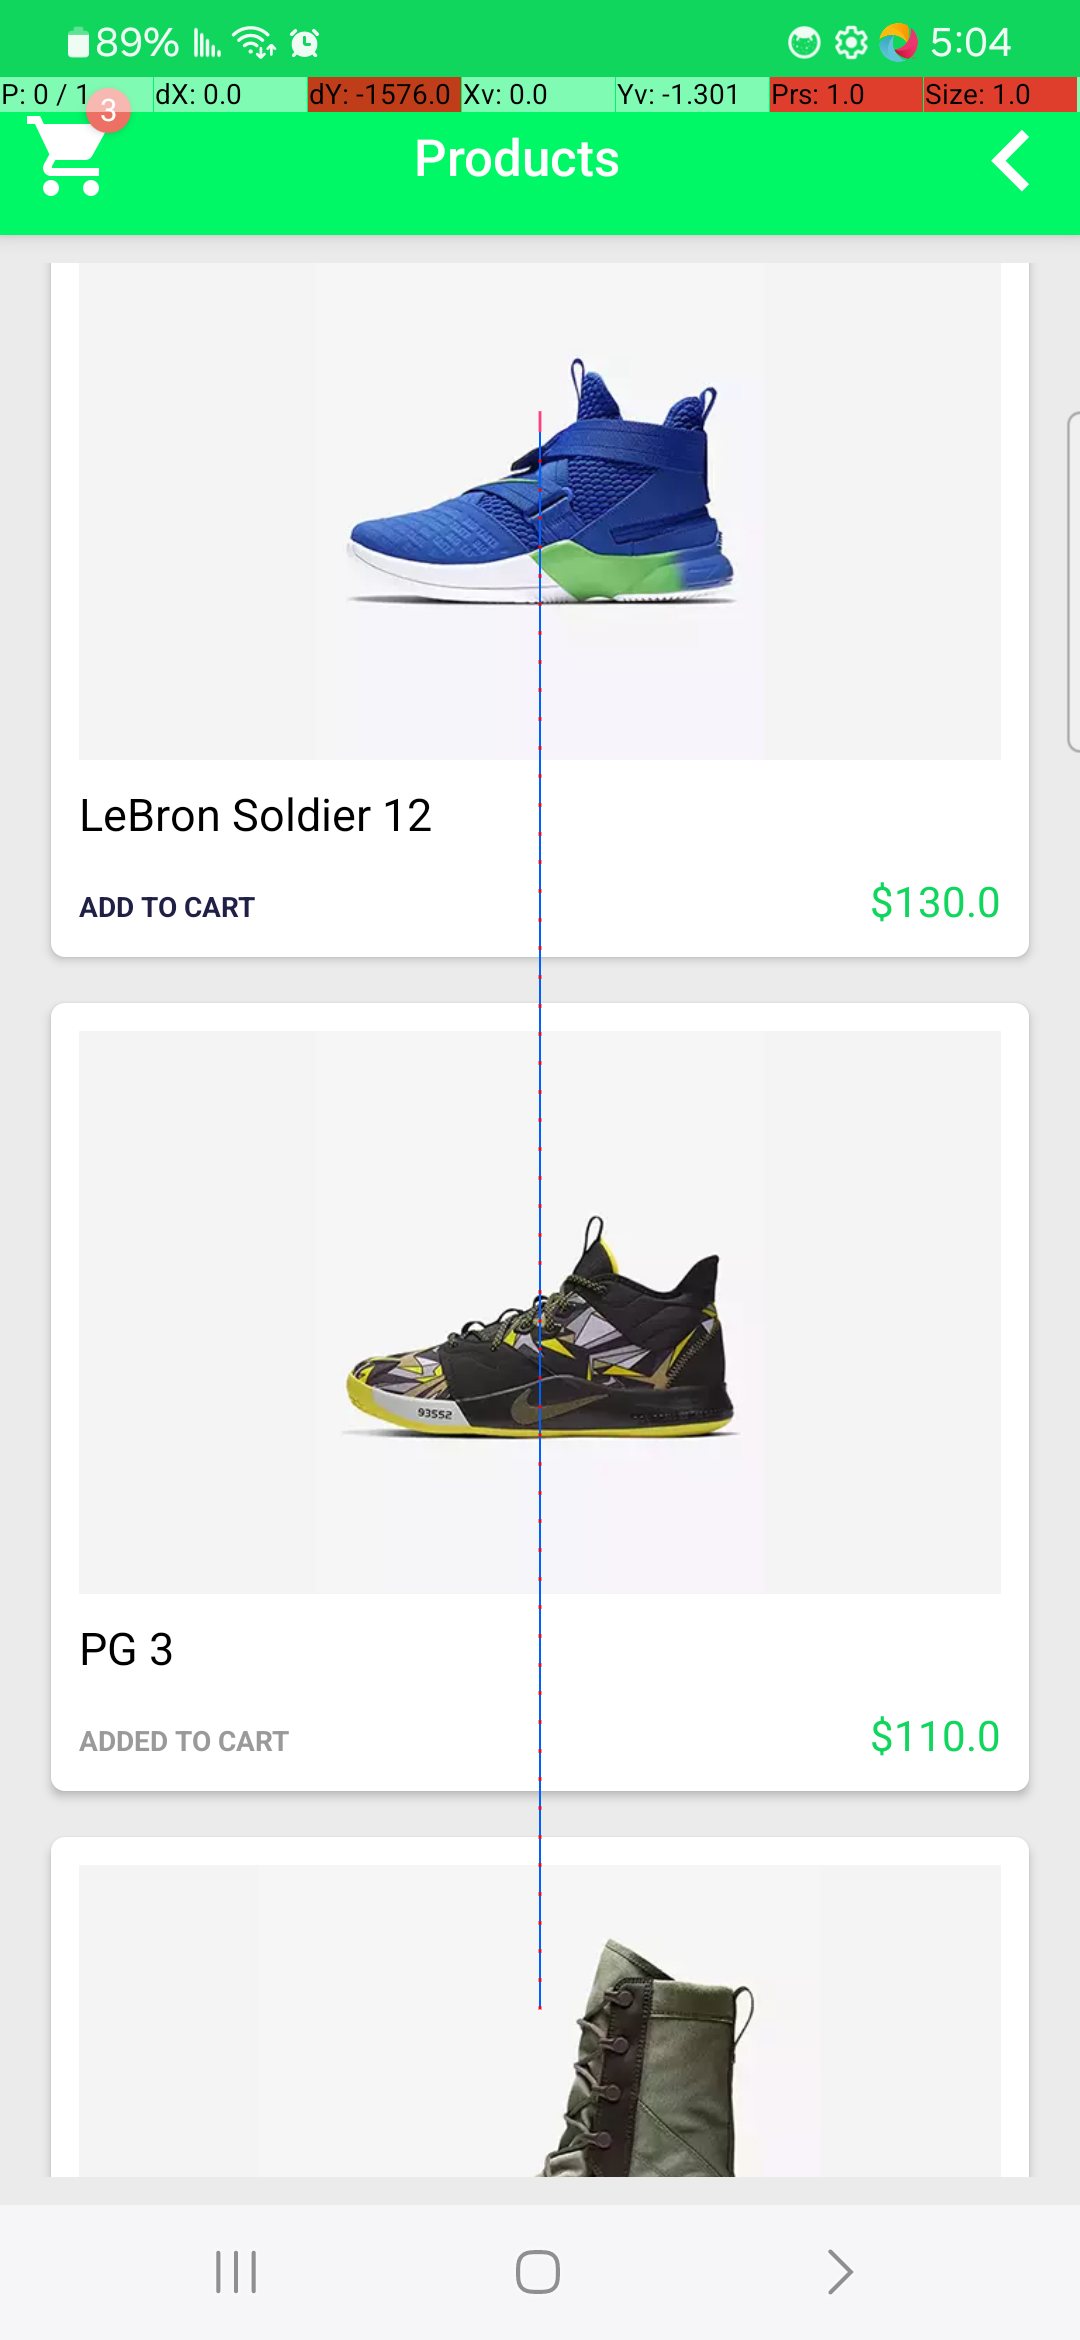 89% 5:04
P: 0 / 1 dX: 0.0 dY: -1576.0 Xv: 0.0 Yv: -1.301 Prs: 1.0 Size: 1.0
3
Products
LeBron Soldier 12
ADD TO CART $130.0
93552
PG 3
ADDED TO CART $110.0